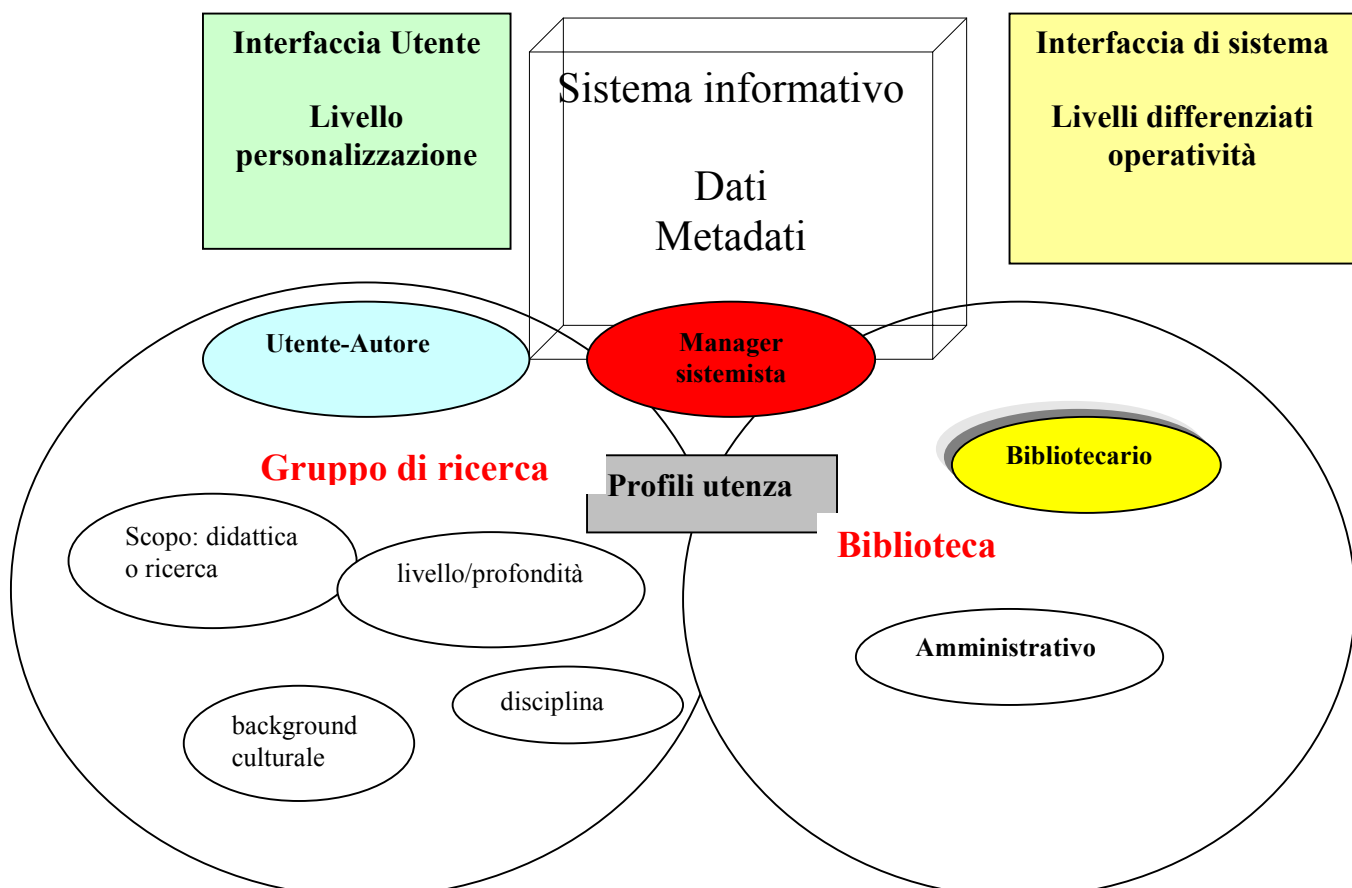 Interfaccia Utente
Livello
personalizzazione
Sistema informativo
Dati
Metadati
Interfaccia di sistema
Livelli differenziati
operatività
Utente-Autore
Manager
sistemista
Bibliotecario
Gruppo di ricerca
Profili utenza
Biblioteca
Scopo: didattica
o ricerca
livello/profondità
Amministrativo
disciplina
background
culturale